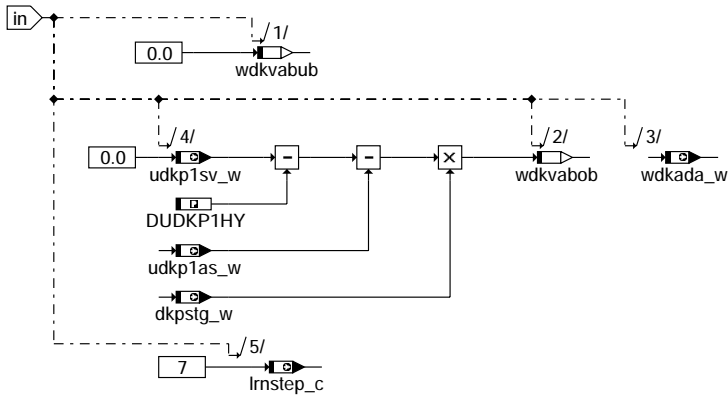 in
/1/
0.0
wdkvabub
/4/
/2/
/3/
0.0
udkp1sv_w
−
−
×
wdkvabob
wdkada_w
P
DUDKP1HY
udkp1as_w
dkpstg_w
/5/
7
lrnstep_c